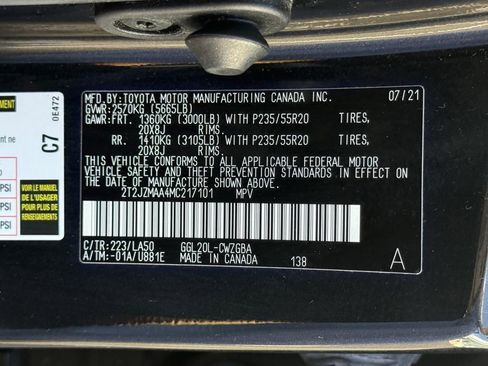 MFD.BY:TOYOTA MOTOR MANUFACTURING CANADA INC. 07/21
GVWR:2570KG (5665LB)
GAWR:FRT. 1360KG (3000LB) WITH P235/55R20 TIRES,
20X8J RIMS.
RR. 1410KG (3105LB) WITH P235/55R20 TIRES,
20X8J RIMS.
THIS VEHICLE CONFORMS TO ALL APPLICABLE FEDERAL MOTOR
VEHICLE SAFETY AND THEFT PREVENTION STANDARDS IN EFFECT ON
THE DATE OF MANUFACTURE SHOWN ABOVE.
2T2JZMAA4MC217101 MPV
C/TR:223/LA50 GGL20L-CWZGBA
A/TM:-01A/U881E MADE IN CANADA 138 A
0E472
C7
ent ne
PSI
VOIR LE MANUEL
DE L'USAGER
POUR PLUS DE
RENSEIGNEMENTS
PSI
PSI